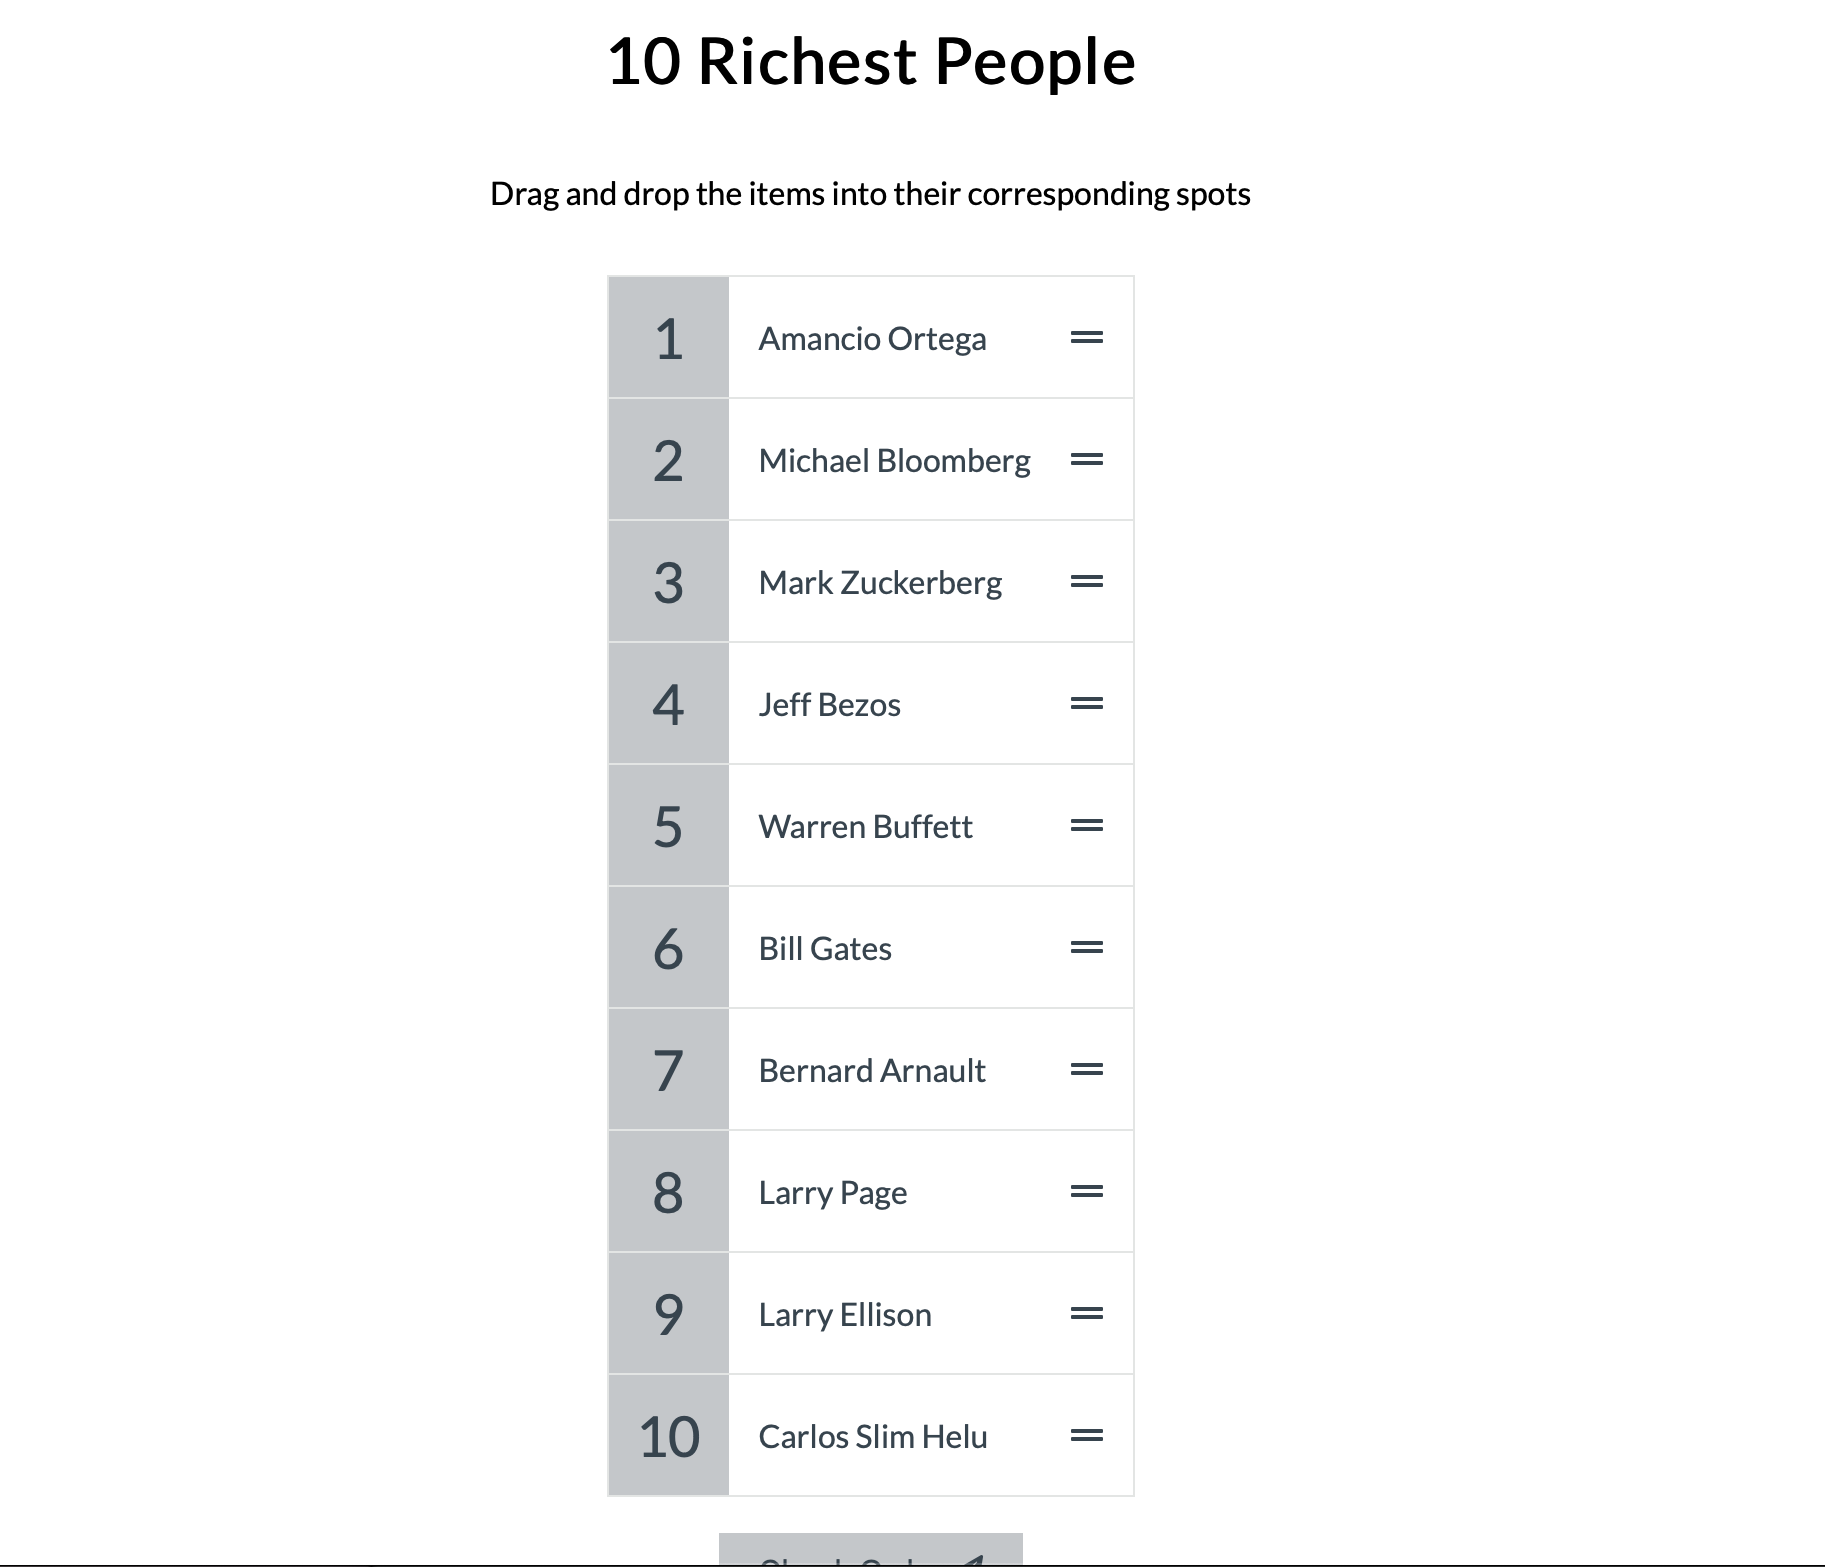 10 Richest People
Drag and drop the items into their corresponding spots
1 Amancio Ortega
2 Michael Bloomberg
3 Mark Zuckerberg
4 Jeff Bezos
5 Warren Buffett
6 Bill Gates
7 Bernard Arnault
8 Larry Page
9 Larry Ellison
10 Carlos Slim Helu